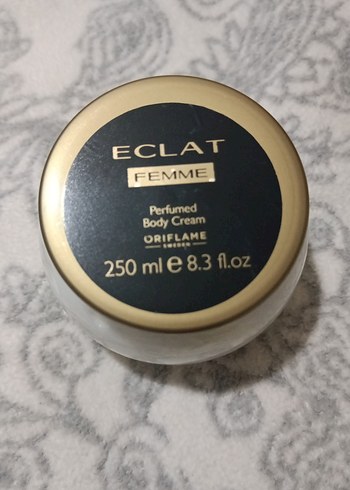 ECLAT
FEMME
Perfumed
Body Cream
ORIFLAME
SWEDEN
250 ml e 8.3 fl.oz